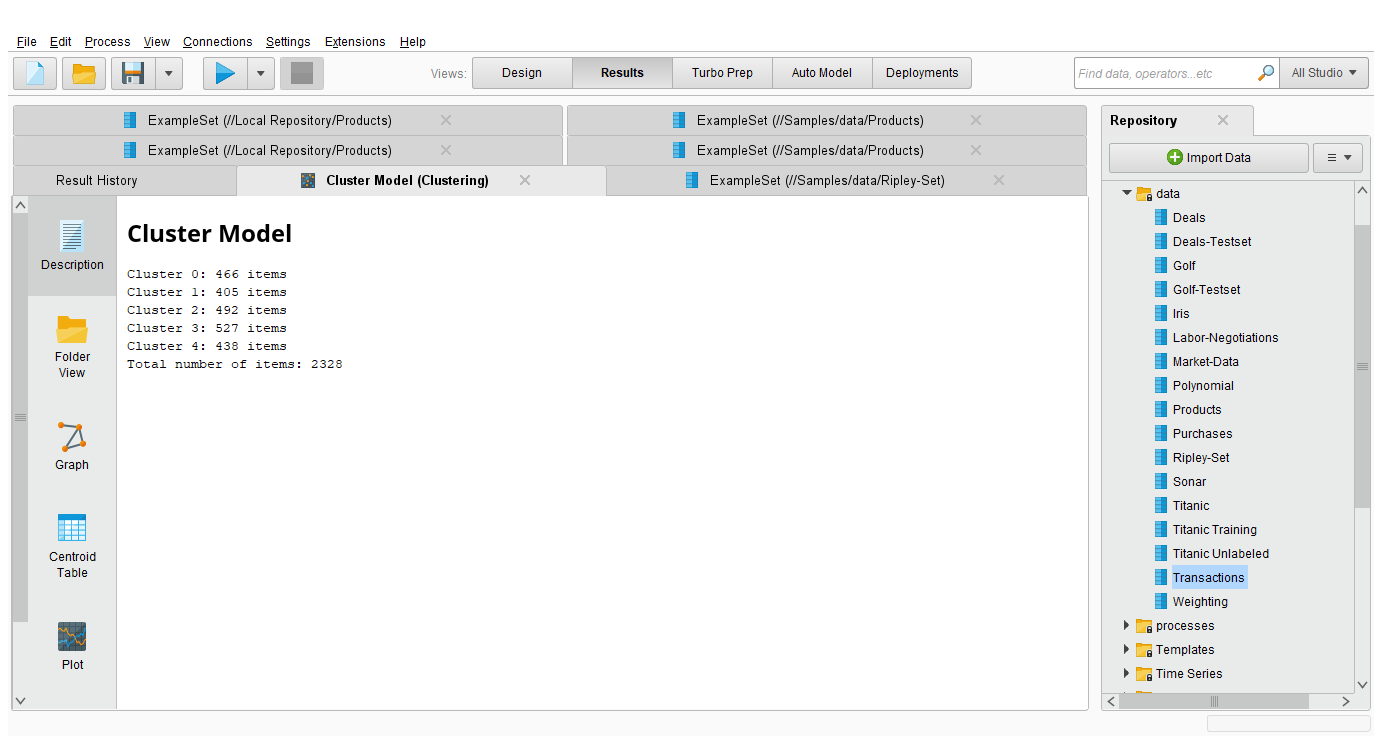 File Edit Process View Connections Settings Extensions Help
Views: Design Results Turbo Prep Auto Model Deployments Find data, operators...etc All Studio
ExampleSet (//Local Repository/Products) ExampleSet (//Samples/data/Products)
ExampleSet (//Local Repository/Products) ExampleSet (//Samples/data/Products)
Result History Cluster Model (Clustering) ExampleSet (//Samples/data/Ripley-Set)
Description
Folder
View
Graph
Centroid
Table
Plot
Cluster Model
Cluster 0: 466 items
Cluster 1: 405 items
Cluster 2: 492 items
Cluster 3: 527 items
Cluster 4: 438 items
Total number of items: 2328
Repository
Import Data
data
Deals
Deals-Testset
Golf
Golf-Testset
Iris
Labor-Negotiations
Market-Data
Polynomial
Products
Purchases
Ripley-Set
Sonar
Titanic
Titanic Training
Titanic Unlabeled
Transactions
Weighting
processes
Templates
Time Series